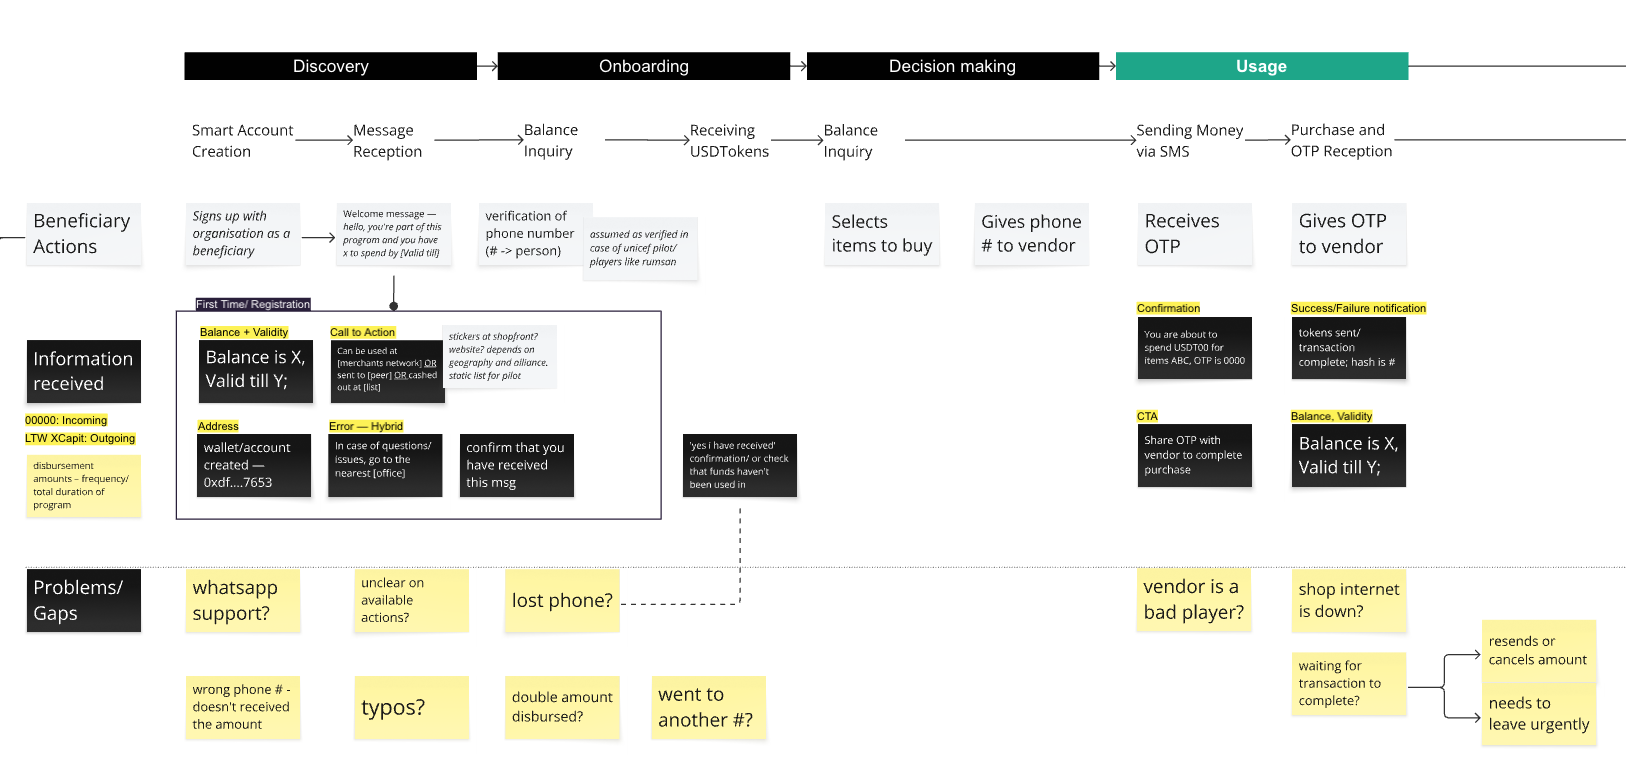 Discovery
Onboarding
Decision making
Usage
Smart Account
Creation
Message
Reception
Balance
Inquiry
Receiving
USDTokens
Balance
Inquiry
Sending Money
via SMS
Purchase and
OTP Reception
Beneficiary
Actions
Signs up with
organisation as a
beneficiary
Welcome message —
hello, you're part of this
program and you have
x to spend by [Valid till]
verification of
phone number
(# -> person)
assumed as verified in
case of unicef pilot/
players like rumsan
Selects
items to buy
Gives phone
# to vendor
Receives
OTP
Gives OTP
to vendor
First Time/ Registration
Information
received
Balance + Validity
Balance is X,
Valid till Y;
Call to Action
Can be used at
[merchants network] OR
sent to [peer] OR cashed
out at [list]
stickers at shopfront?
website? depends on
geography and alliance.
static list for pilot
Confirmation
You are about to
spend USDT00 for
items ABC, OTP is 0000
Success/Failure notification
tokens sent/
transaction
complete; hash is #
00000: Incoming
LTW XCapit: Outgoing
disbursement
amounts – frequency/
total duration of
program
Address
wallet/account
created —
0xdf....7653
Error — Hybrid
In case of questions/
issues, go to the
nearest [office]
confirm that you
have received
this msg
'yes i have received'
confirmation/ or check
that funds haven't
been used in
CTA
Share OTP with
vendor to complete
purchase
Balance, Validity
Balance is X,
Valid till Y;
Problems/
Gaps
whatsapp
support?
unclear on
available
actions?
lost phone?
vendor is a
bad player?
shop internet
is down?
wrong phone # -
doesn't received
the amount
typos?
double amount
disbursed?
went to
another #?
waiting for
transaction to
complete?
resends or
cancels amount
needs to
leave urgently